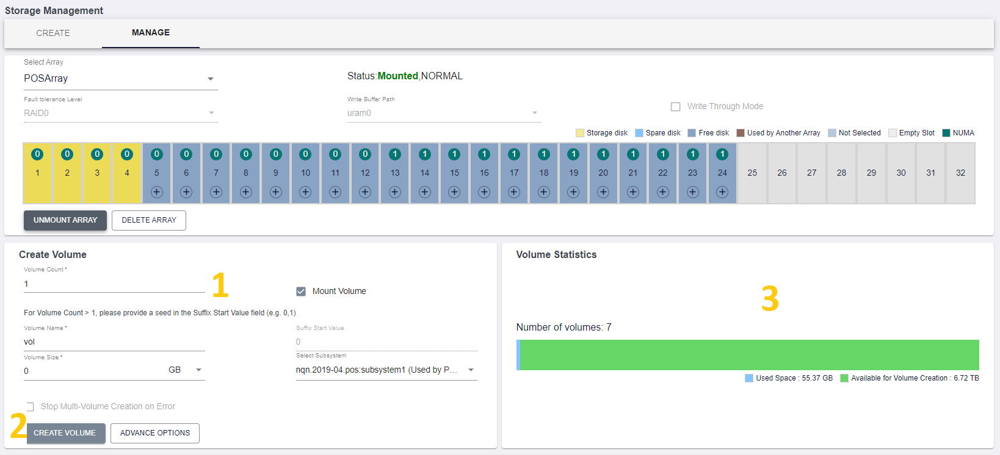 Storage Management
CREATE MANAGE
Select Array
POSArray
Status:Mounted,NORMAL
Fault tolerance Level
Write Buffer Path
RAID0
uram0
Write Through Mode
Storage disk Spare disk Free disk Used by Another Array Not Selected Empty Slot NUMA
0 0 0 0 0 0 0 0 0 0 0 0 1 1 1 1 1 1 1 1 1 1 1 1
1 2 3 4 5 6 7 8 9 10 11 12 13 14 15 16 17 18 19 20 21 22 23 24 25 26 27 28 29 30 31 32
UNMOUNT ARRAY DELETE ARRAY
Create Volume
Volume Count *
1
1
Mount Volume
For Volume Count > 1, please provide a seed in the Suffix Start Value field (e.g. 0,1)
Volume Name *
Suffix Start Value
vol
0
Volume Size *
Select Subsystem
0 GB
nqn.2019-04.pos:subsystem1 (Used by P...
Stop Multi-Volume Creation on Error
2
CREATE VOLUME ADVANCE OPTIONS
Volume Statistics
3
Number of volumes: 7
Used Space : 55.37 GB Available for Volume Creation : 6.72 TB